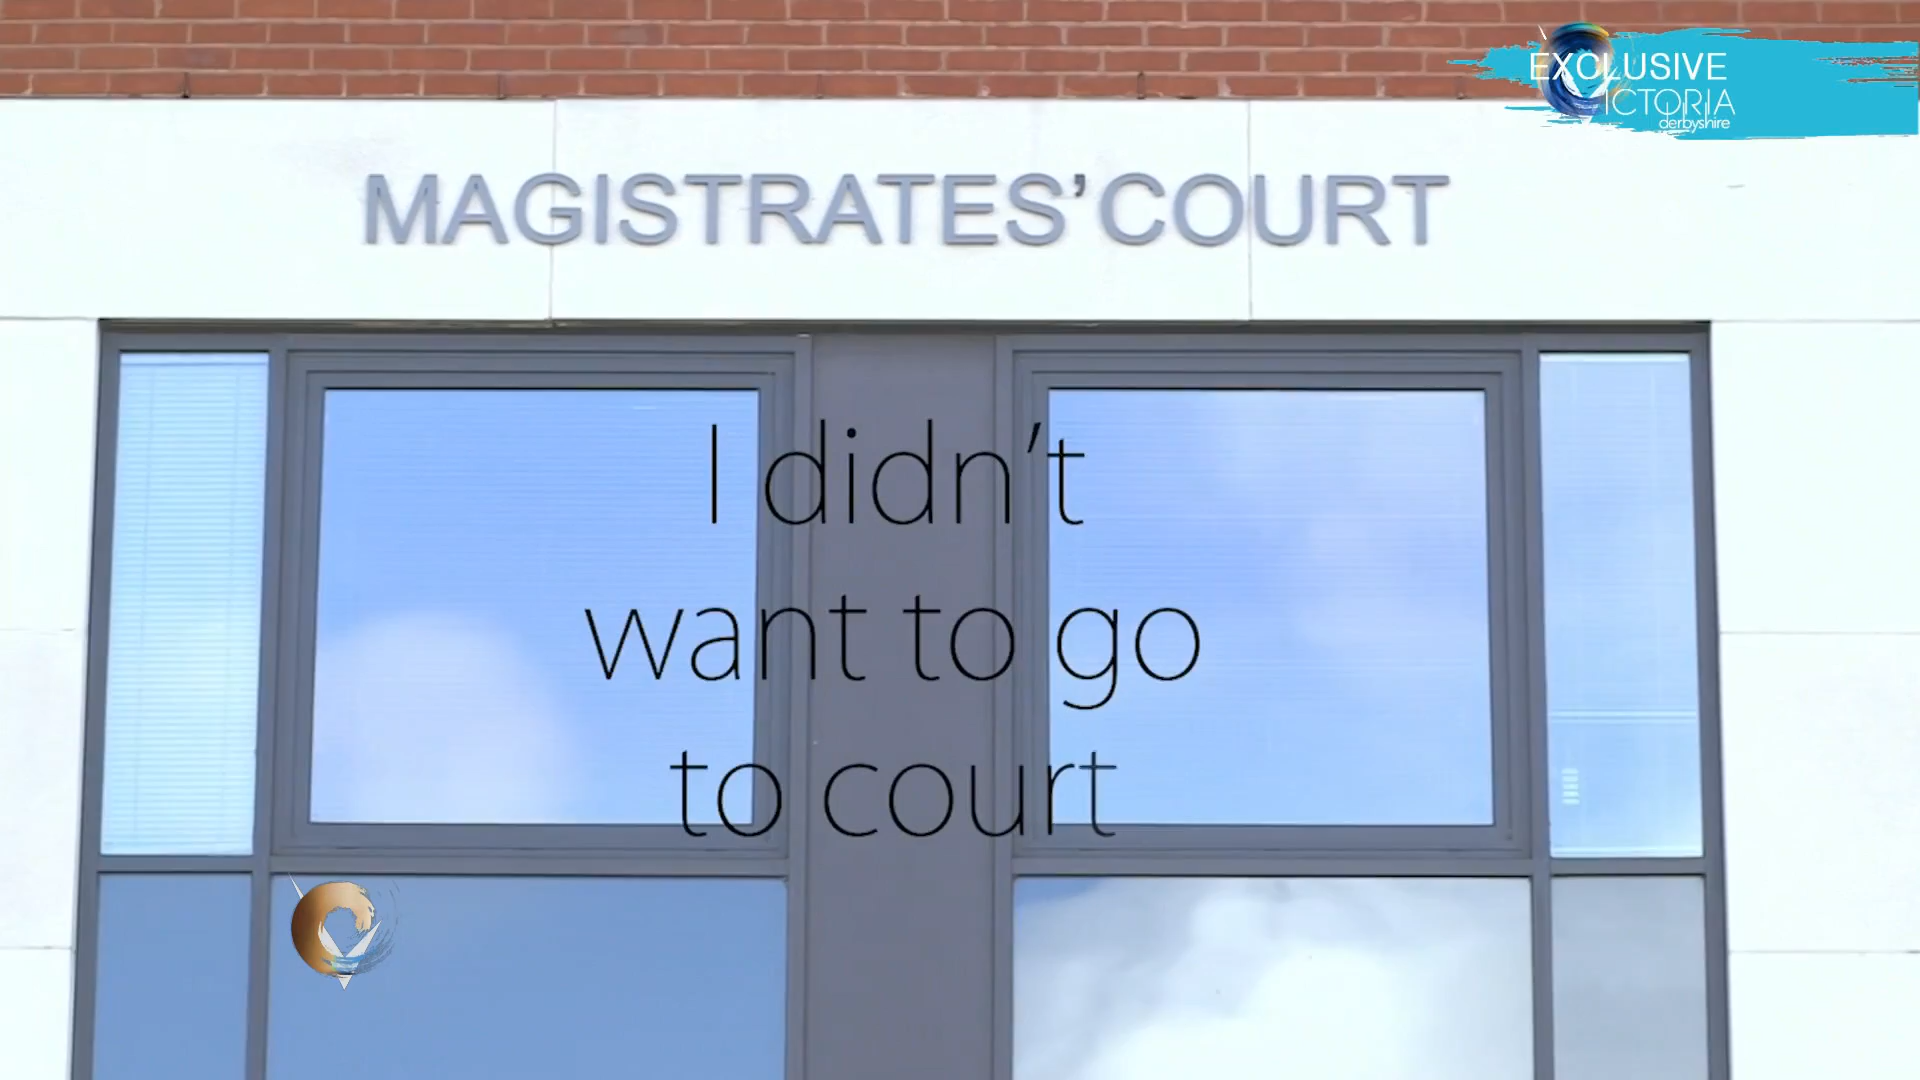 EXCLUSIVE
VICTORIA
derbyshire
MAGISTRATES' COURT
I didn't
want to go
to court